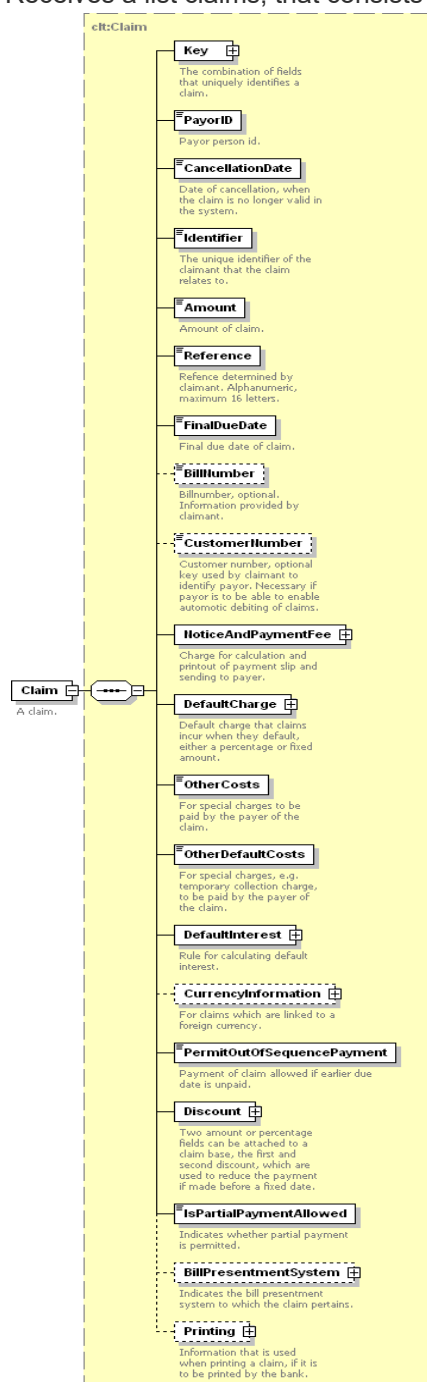 Receives a list claims, that consists
clt:Claim
Key
The combination of fields
that uniquely identifies a
claim.
PayorID
Payor person id.
CancellationDate
Date of cancellation, when
the claim is no longer valid in
the system.
Identifier
The unique identifier of the
claimant that the claim
relates to.
Amount
Amount of claim.
Reference
Refence determined by
claimant. Alphanumeric,
maximum 16 letters.
FinalDueDate
Final due date of claim.
BillNumber
Billnumber, optional.
Information provided by
claimant.
CustomerNumber
Customer number, optional
key used by claimant to
identify payor. Necessary if
payor is to be able to enable
automotic debiting of claims.
NoticeAndPaymentFee
Charge for calculation and
printout of payment slip and
sending to payer.
Claim
A claim.
DefaultCharge
Default charge that claims
incur when they default,
either a percentage or fixed
amount.
OtherCosts
For special charges to be
paid by the payer of the
claim.
OtherDefaultCosts
For special charges, e.g.
temporary collection charge,
to be paid by the payer of
the claim.
DefaultInterest
Rule for calculating default
interest.
CurrencyInformation
For claims which are linked to a
foreign currency.
PermitOutOfSequencePayment
Payment of claim allowed if earlier due
date is unpaid.
Discount
Two amount or percentage
fields can be attached to a
claim base, the first and
second discount, which are
used to reduce the payment
if made before a fixed date.
IsPartialPaymentAllowed
Indicates whether partial payment
is permitted.
BillPresentmentSystem
Indicates the bill presentment
system to which the claim pertains.
Printing
Information that is used
when printing a claim, if it is
to be printed by the bank.